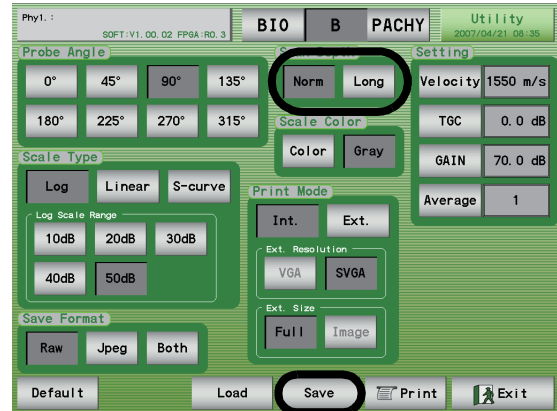 Phy1. :
SOFT:V1.00.02 FPGA:R0.3
BIO B PACHY
Utility
2007/04/21 08:35
Probe Angle
0° 45° 90° 135°
180° 225° 270° 315°
Scale Type
Log Linear S-curve
Log Scale Range
10dB 20dB 30dB
40dB 50dB
Save Format
Raw Jpeg Both
Norm Long
Scale Color
Color Gray
Print Mode
Int. Ext.
Ext. Resolution
VGA SVGA
Ext. Size
Full Image
Setting
Velocity 1550 m/s
TGC 0.0 dB
GAIN 70.0 dB
Average 1
Default Load Save Print Exit